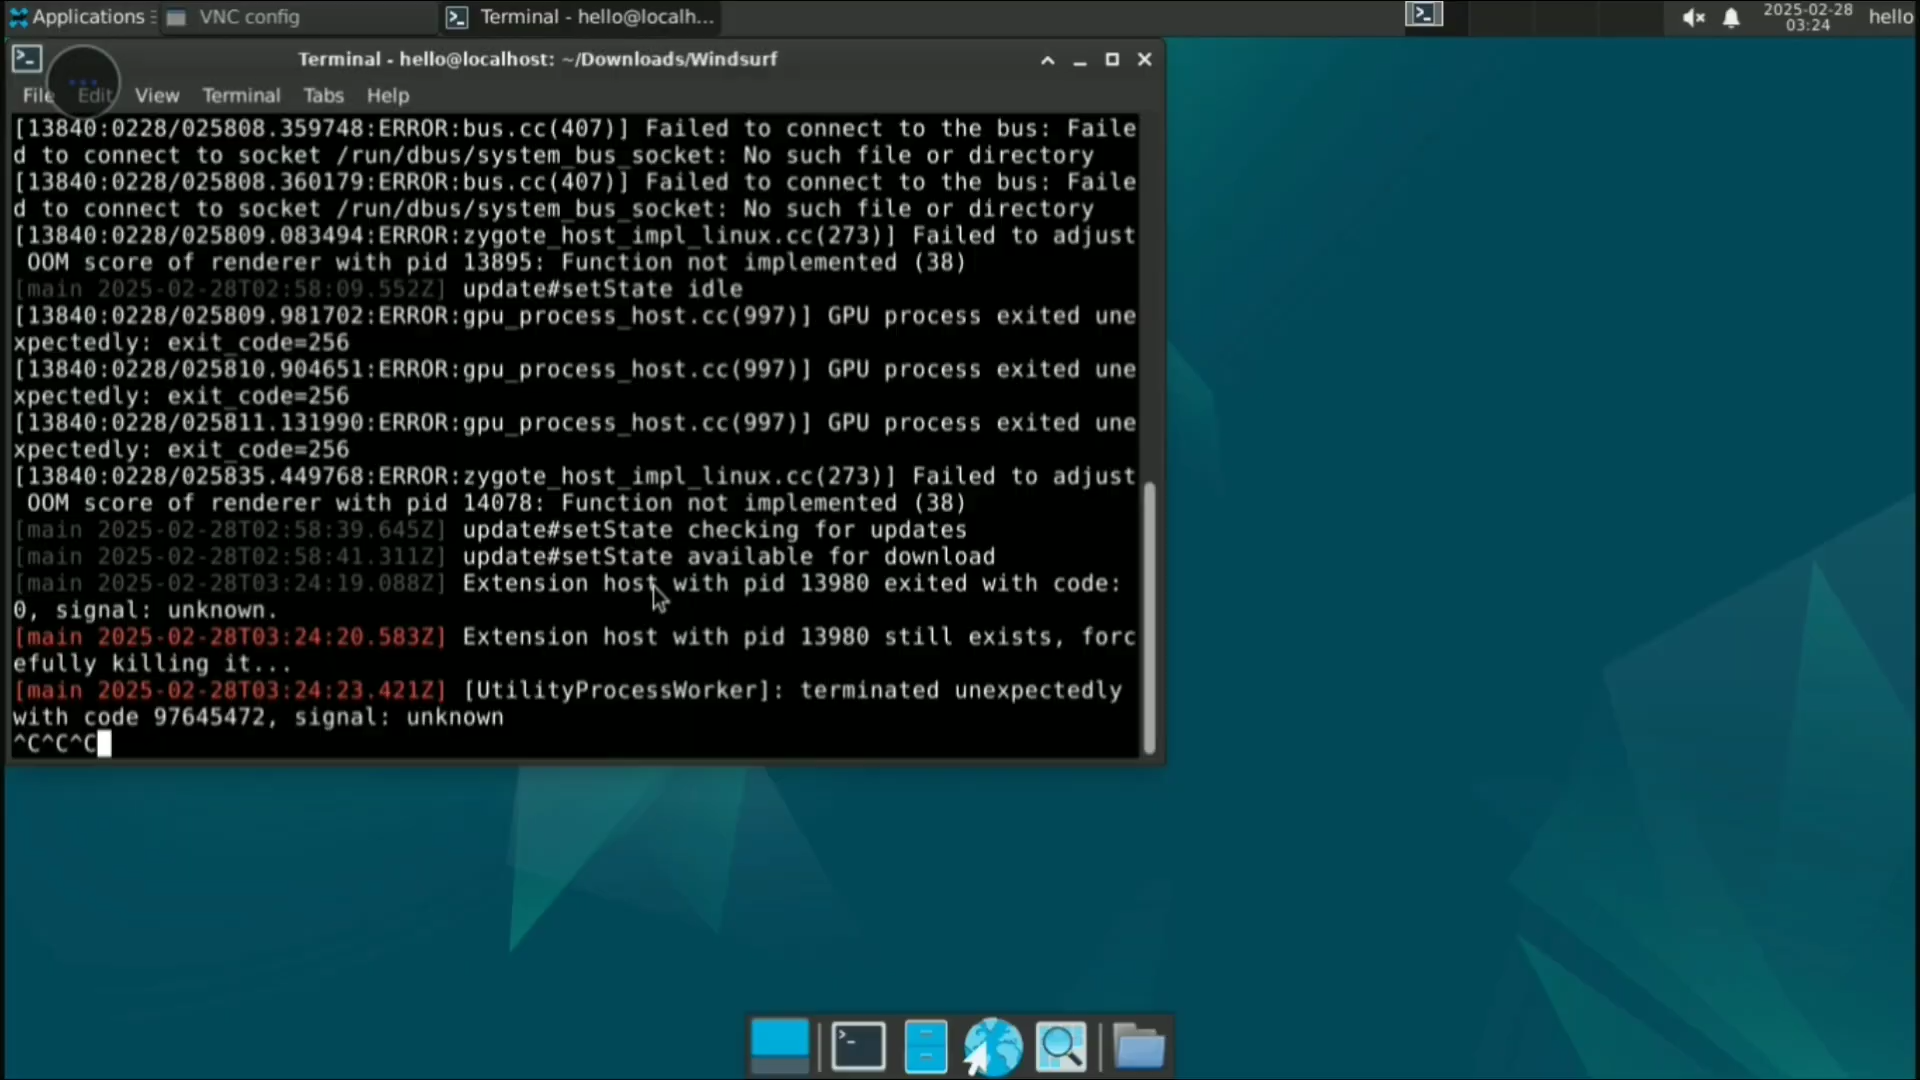 Applications VNC config Terminal - hello@localh... 2025-02-28 hello
03:24
Terminal - hello@localhost: ~/Downloads/Windsurf
File Edit View Terminal Tabs Help
[13840:0228/025808.359748:ERROR:bus.cc(407)] Failed to connect to the bus: Faile
d to connect to socket /run/dbus/system_bus_socket: No such file or directory
[13840:0228/025808.360179:ERROR:bus.cc(407)] Failed to connect to the bus: Faile
d to connect to socket /run/dbus/system_bus_socket: No such file or directory
[13840:0228/025809.083494:ERROR:zygote_host_impl_linux.cc(273)] Failed to adjust
OOM score of renderer with pid 13895: Function not implemented (38)
[main 2025-02-28T02:58:09.552Z] update#setState idle
[13840:0228/025809.981702:ERROR:gpu_process_host.cc(997)] GPU process exited une
xpectedly: exit_code=256
[13840:0228/025810.904651:ERROR:gpu_process_host.cc(997)] GPU process exited une
xpectedly: exit_code=256
[13840:0228/025811.131990:ERROR:gpu_process_host.cc(997)] GPU process exited une
xpectedly: exit_code=256
[13840:0228/025835.449768:ERROR:zygote_host_impl_linux.cc(273)] Failed to adjust
OOM score of renderer with pid 14078: Function not implemented (38)
[main 2025-02-28T02:58:39.645Z] update#setState checking for updates
[main 2025-02-28T02:58:41.311Z] update#setState available for download
[main 2025-02-28T03:24:19.088Z] Extension host with pid 13980 exited with code:
0, signal: unknown.
[main 2025-02-28T03:24:20.583Z] Extension host with pid 13980 still exists, forc
efully killing it...
[main 2025-02-28T03:24:23.421Z] [UtilityProcessWorker]: terminated unexpectedly
with code 97645472, signal: unknown
^C^C^C